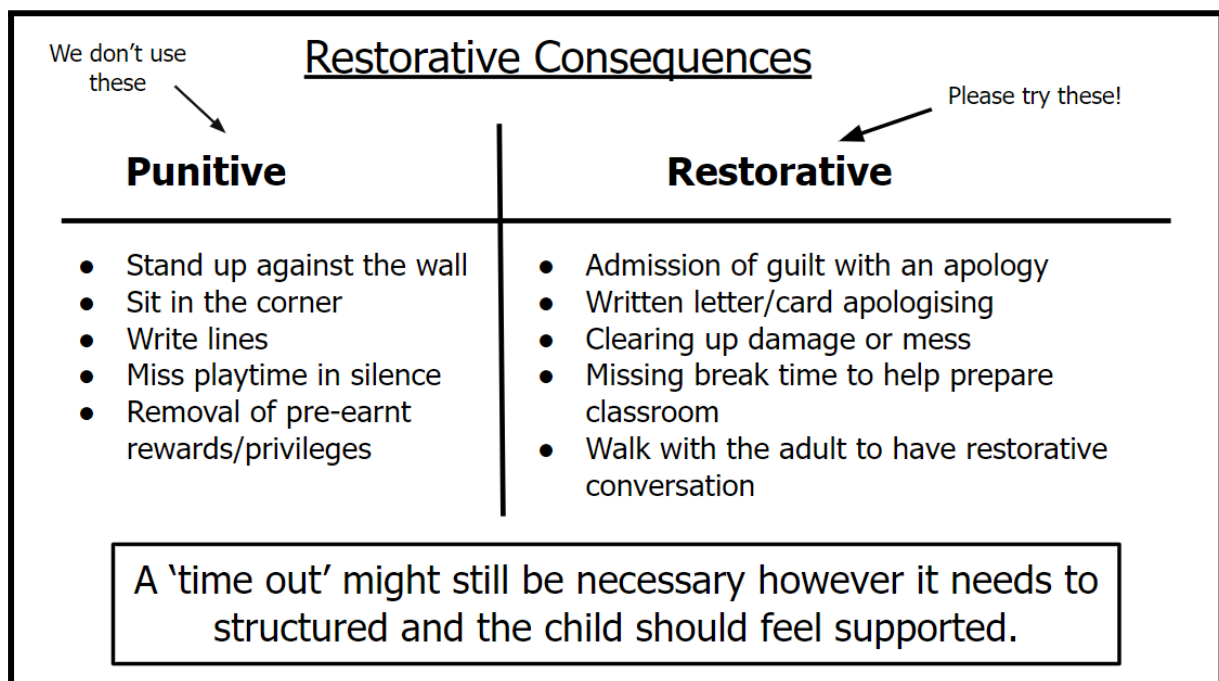 We don't use
these
Restorative Consequences
Please try these!
Punitive
Restorative
● Stand up against the wall
● Sit in the corner
● Write lines
● Miss playtime in silence
● Removal of pre-earnt
rewards/privileges
● Admission of guilt with an apology
● Written letter/card apologising
● Clearing up damage or mess
● Missing break time to help prepare
classroom
● Walk with the adult to have restorative
conversation
A ‘time out’ might still be necessary however it needs to
structured and the child should feel supported.